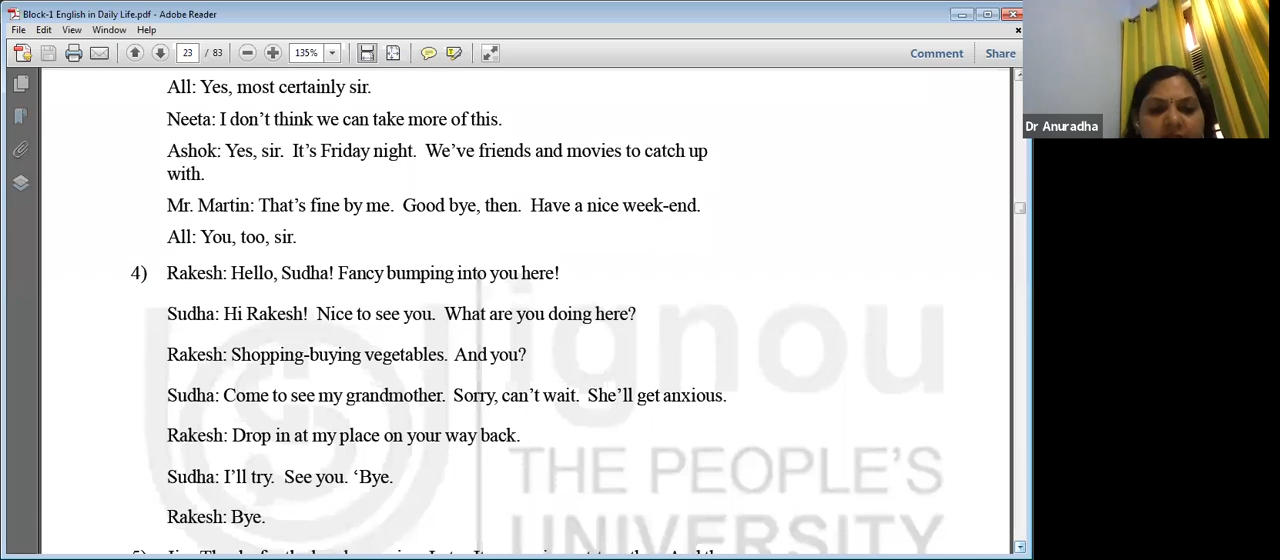 Block-1 English in Daily Life.pdf - Adobe Reader
File Edit View Window Help
23 / 83 135% Comment Share
All: Yes, most certainly sir.
Neeta: I don't think we can take more of this.
Ashok: Yes, sir. It's Friday night. We've friends and movies to catch up
with.
Mr. Martin: That's fine by me. Good bye, then. Have a nice week-end.
All: You, too, sir.
4) Rakesh: Hello, Sudha! Fancy bumping into you here!
Sudha: Hi Rakesh! Nice to see you. What are you doing here?
Rakesh: Shopping-buying vegetables. And you?
Sudha: Come to see my grandmother. Sorry, can't wait. She'll get anxious.
Rakesh: Drop in at my place on your way back.
Sudha: I'll try. See you. 'Bye.
Rakesh: Bye.
ignou
THE PEOPLE'S
UNIVERSITY
Dr Anuradha